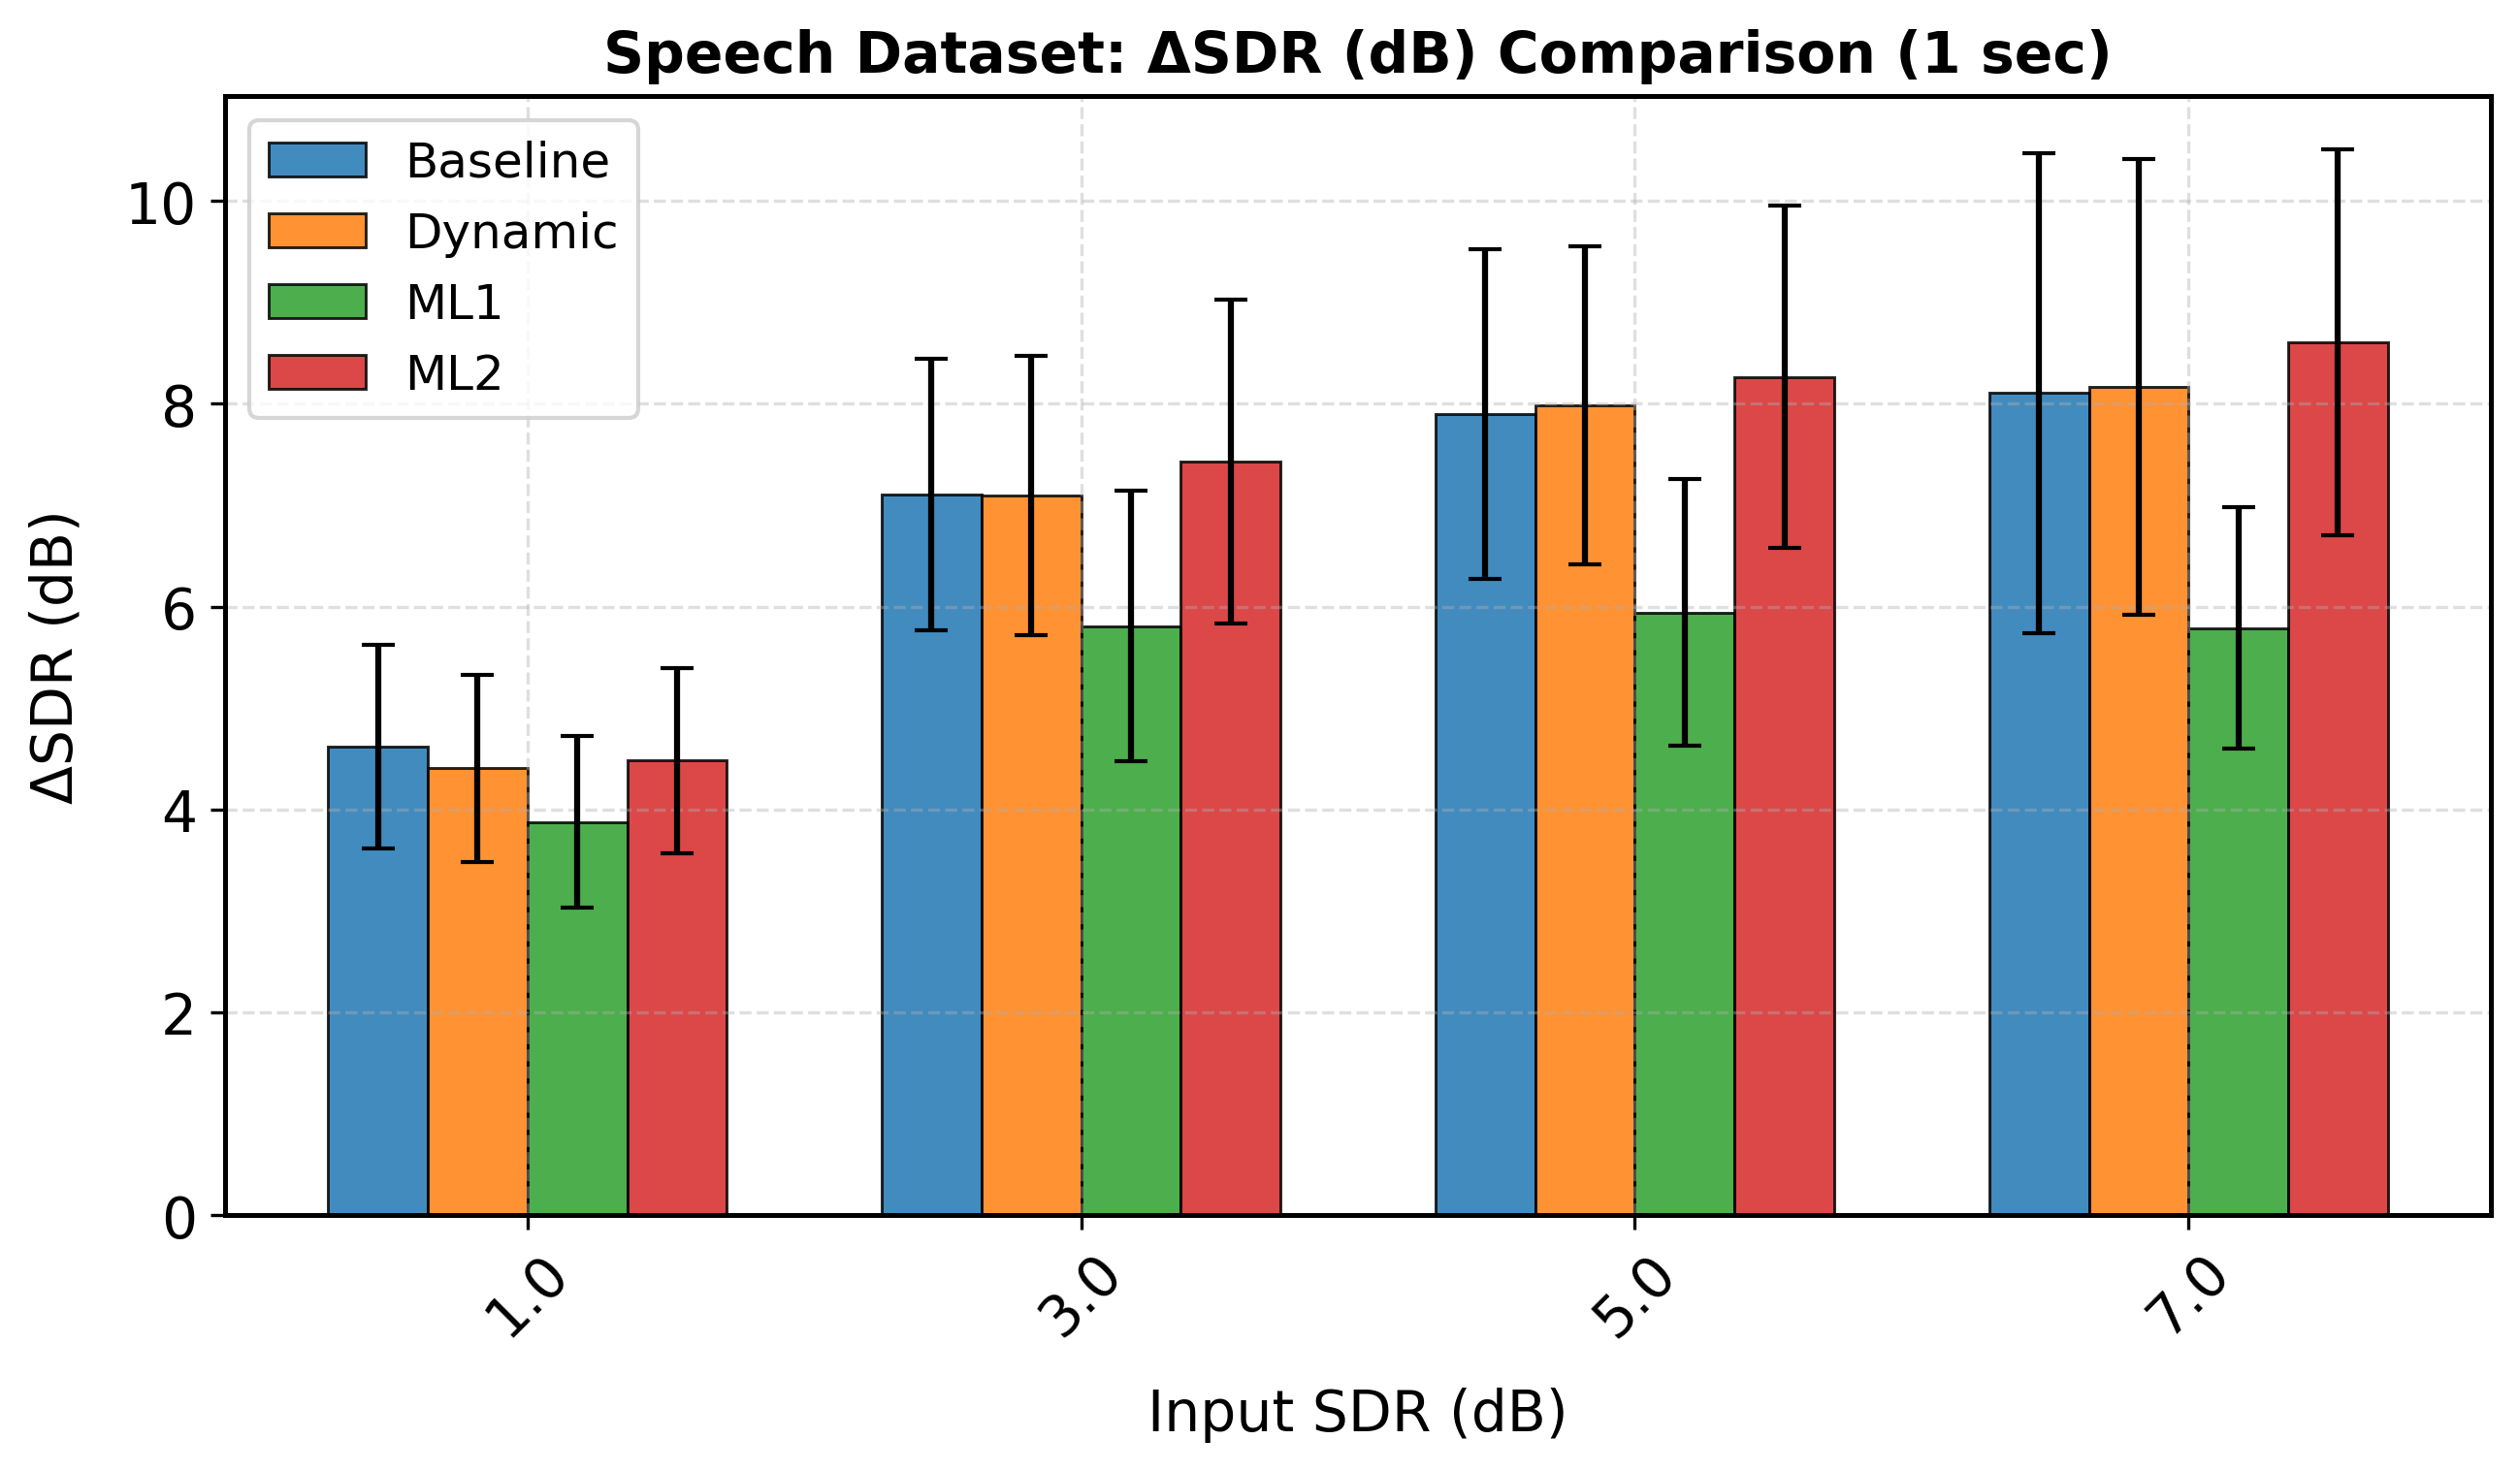 Speech Dataset: ΔSDR (dB) Comparison (1 sec)
Baseline
Dynamic
ML1
ML2
ΔSDR (dB)
10
8
6
4
2
0
1.0
3.0
5.0
7.0
Input SDR (dB)